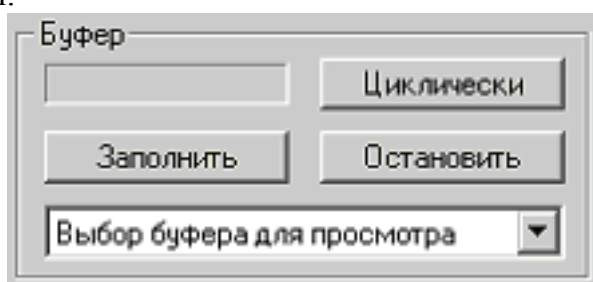 Буфер
Циклически
Заполнить Остановить
Выбор буфера для просмотра